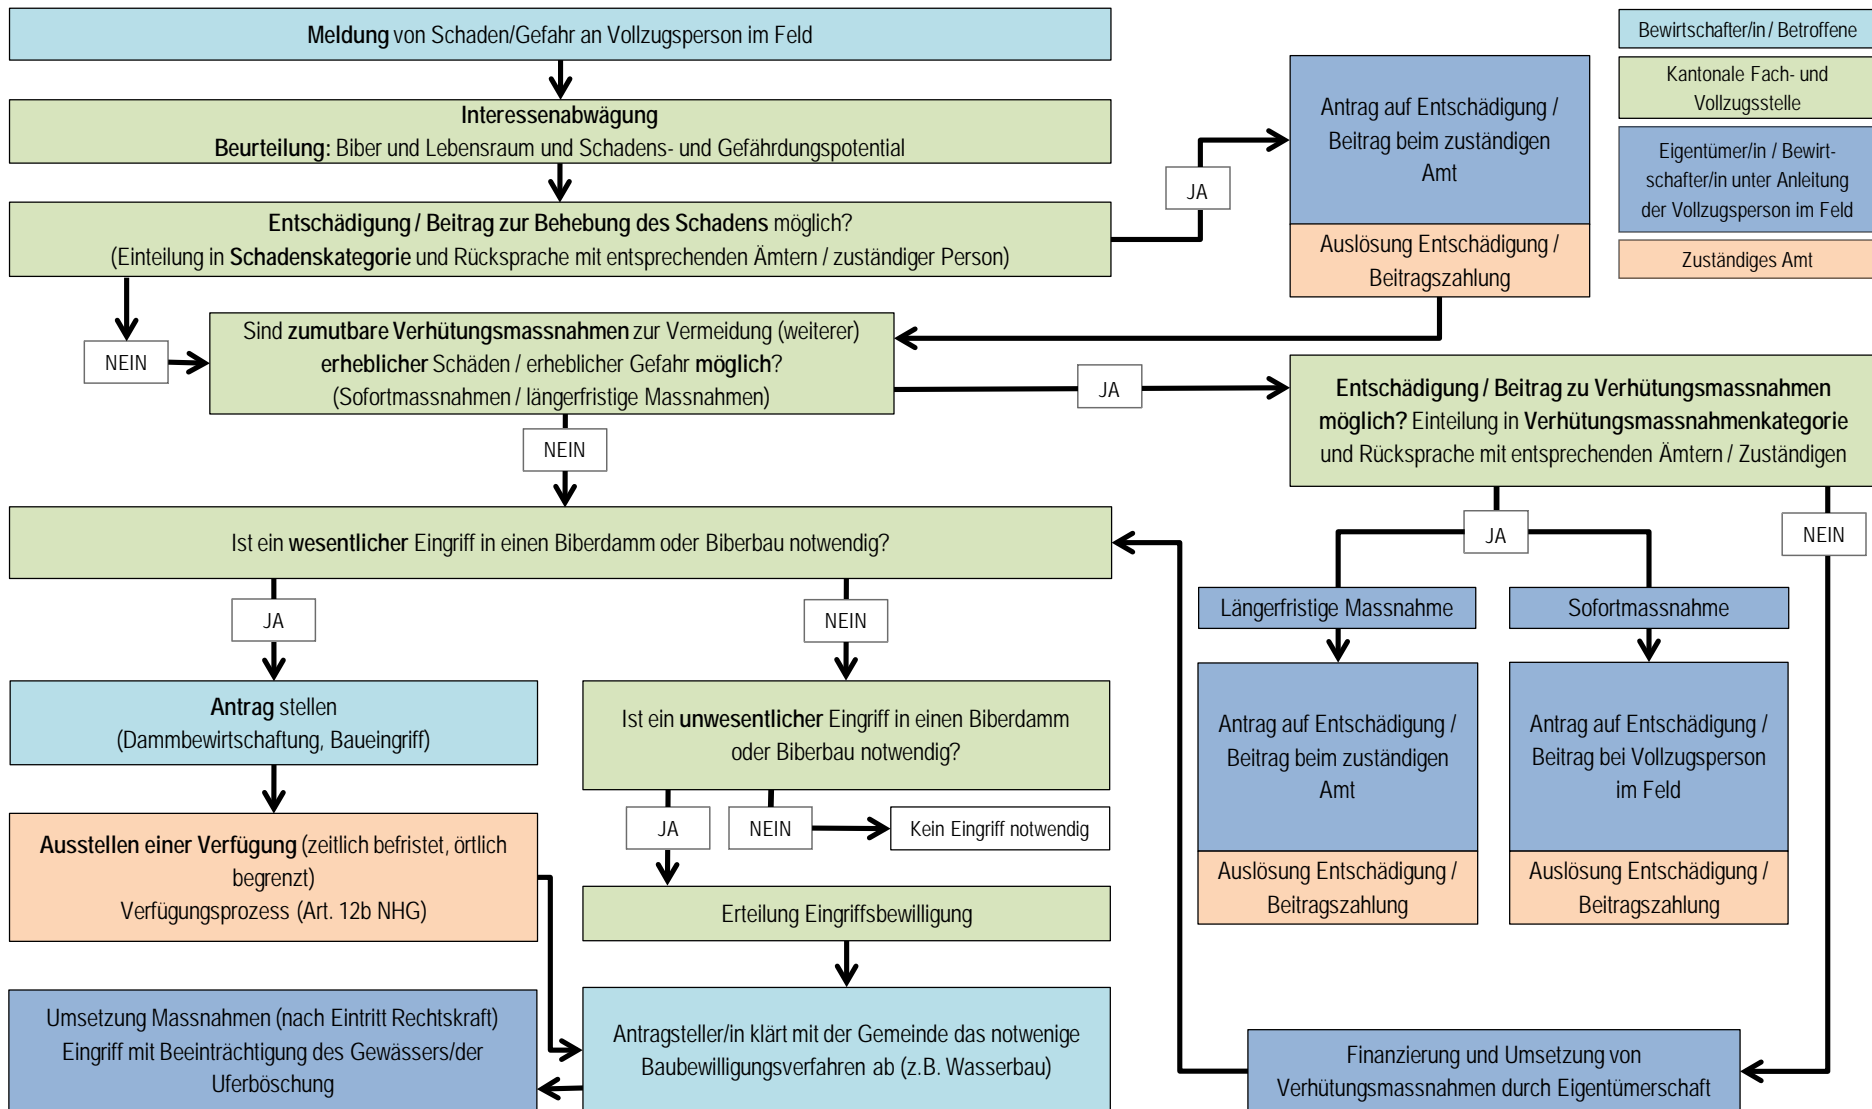 Meldung von Schaden/Gefahr an Vollzugsperson im Feld
Interessenabwägung
Beurteilung: Biber und Lebensraum und Schadens- und Gefährdungspotential
Entschädigung / Beitrag zur Behebung des Schadens möglich?
(Einteilung in Schadenskategorie und Rücksprache mit entsprechenden Ämtern / zuständiger Person)
JA
Antrag auf Entschädigung /
Beitrag beim zuständigen
Amt
Auslösung Entschädigung /
Beitragszahlung
Bewirtschafter/in / Betroffene
Kantonale Fach- und
Vollzugsstelle
Eigentümer/in / Bewirt-
schafter/in unter Anleitung
der Vollzugsperson im Feld
Zuständiges Amt
NEIN
Sind zumutbare Verhütungsmassnahmen zur Vermeidung (weiterer)
erheblicher Schäden / erheblicher Gefahr möglich?
(Sofortmassnahmen / längerfristige Massnahmen)
JA
Entschädigung / Beitrag zu Verhütungsmassnahmen
möglich? Einteilung in Verhütungsmassnahmenkategorie
und Rücksprache mit entsprechenden Ämtern / Zuständigen
NEIN
Ist ein wesentlicher Eingriff in einen Biberdamm oder Biberbau notwendig?
JA
NEIN
Längerfristige Massnahme
Sofortmassnahme
JA
NEIN
Antrag stellen
(Dammbewirtschaftung, Baueingriff)
Ist ein unwesentlicher Eingriff in einen Biberdamm
oder Biberbau notwendig?
Antrag auf Entschädigung /
Beitrag beim zuständigen
Amt
Antrag auf Entschädigung /
Beitrag bei Vollzugsperson
im Feld
JA
NEIN
Kein Eingriff notwendig
Ausstellen einer Verfügung (zeitlich befristet, örtlich
begrenzt)
Verfügungsprozess (Art. 12b NHG)
Auslösung Entschädigung /
Beitragszahlung
Auslösung Entschädigung /
Beitragszahlung
Erteilung Eingriffsbewilligung
Umsetzung Massnahmen (nach Eintritt Rechtskraft)
Eingriff mit Beeinträchtigung des Gewässers/der
Uferböschung
Antragsteller/in klärt mit der Gemeinde das notwenige
Baubewilligungsverfahren ab (z.B. Wasserbau)
Finanzierung und Umsetzung von
Verhütungsmassnahmen durch Eigentümerschaft